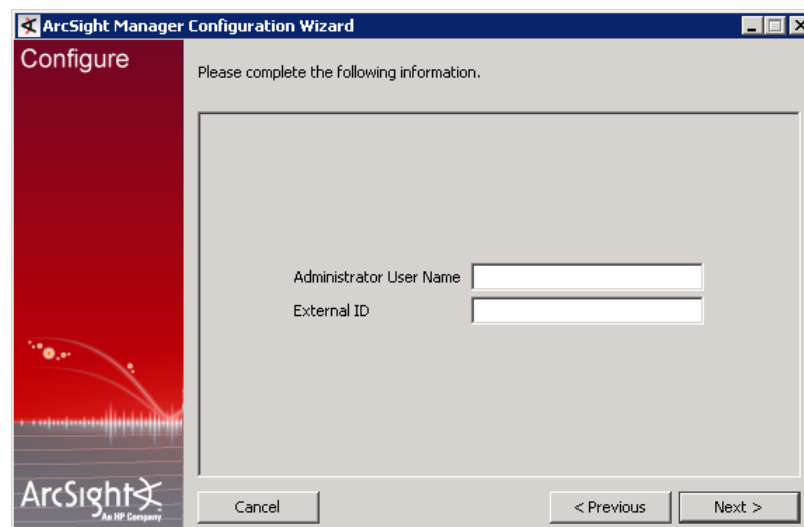 ArcSight Manager Configuration Wizard
Configure
Please complete the following information.
Administrator User Name
External ID
ArcSight
An HP Company
Cancel
< Previous
Next >